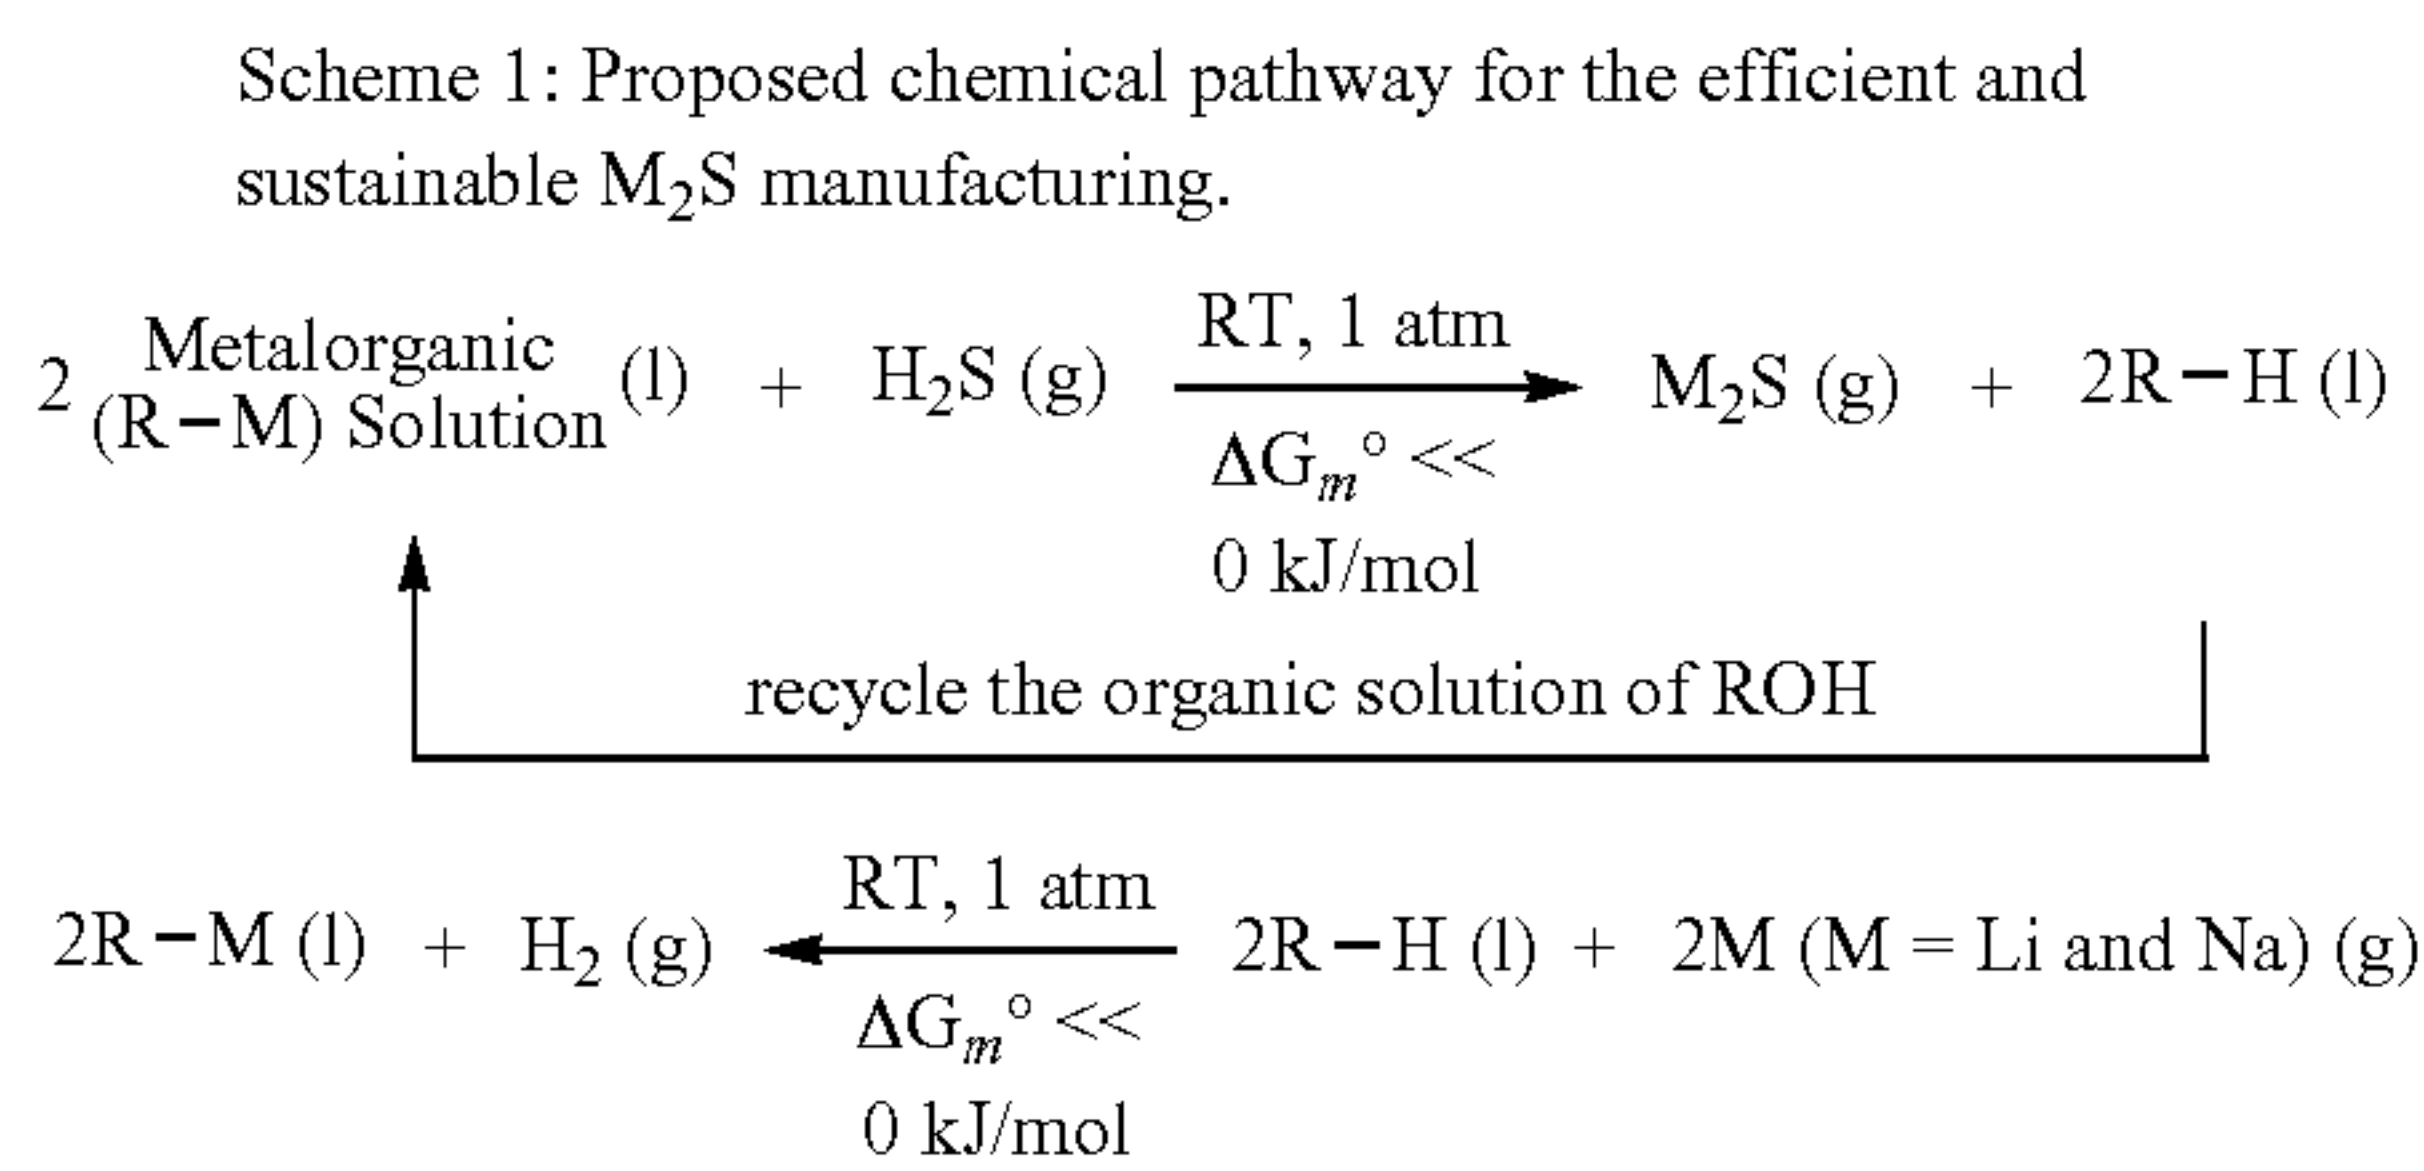 Scheme 1: Proposed chemical pathway for the efficient and
sustainable M₂S manufacturing.
2 Metalorganic (R−M) Solution (l) + H₂S (g) RT, 1 atm ΔGₘ° << 0 kJ/mol M₂S (g) + 2R−H (l)
recycle the organic solution of ROH
2R−M (l) + H₂ (g) RT, 1 atm ΔGₘ° << 0 kJ/mol 2R−H (l) + 2M (M = Li and Na) (g)